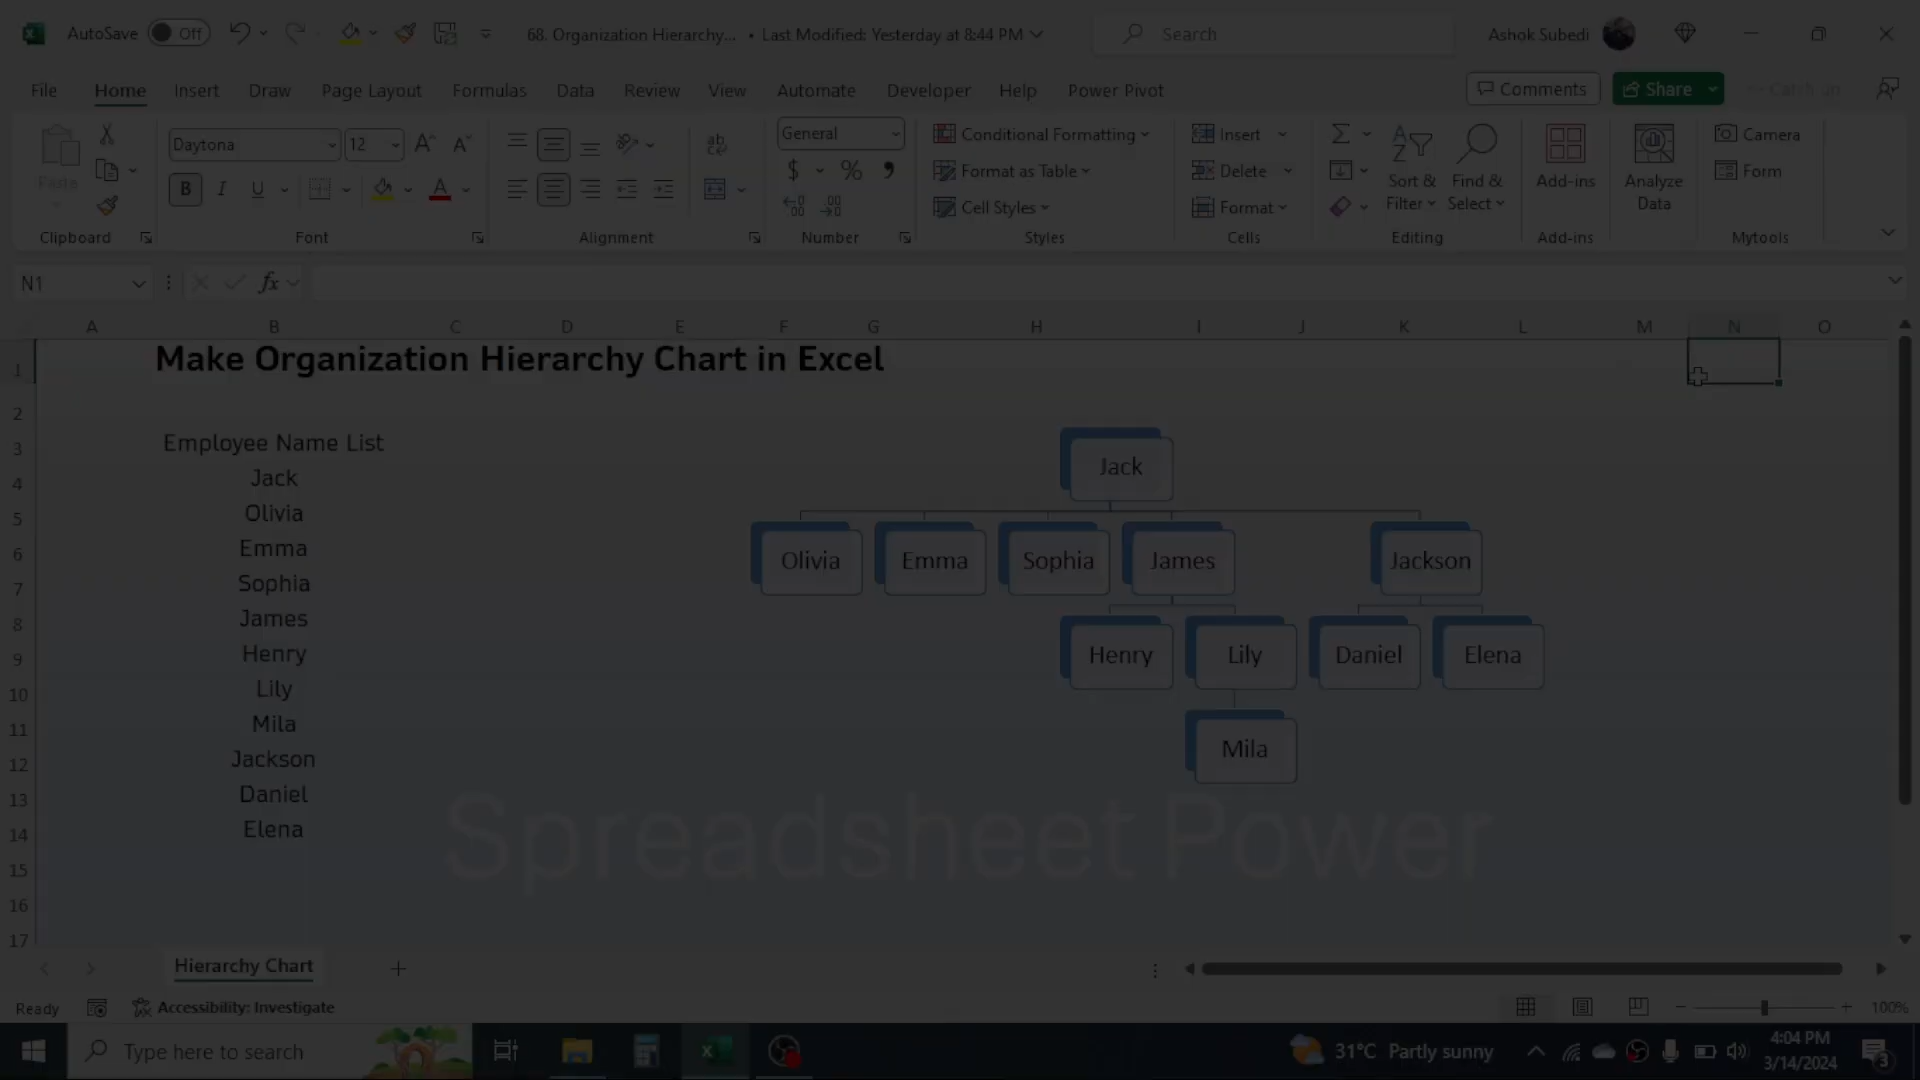 AutoSave Off 68. Organization Hierarchy... • Last Modified: Yesterday at 8:44 PM Search Ashok Subedi
File Home Insert Draw Page Layout Formulas Data Review View Automate Developer Help Power Pivot Comments Share Catch up
Paste
Clipboard
Daytona 12
B I U A
Font
ab
Alignment
General
$ % 9
Number
Conditional Formatting
Format as Table
Cell Styles
Styles
Insert
Delete
Format
Cells
Sort & Filter
Find & Select
Editing
Add-ins
Add-ins
Analyze Data
Camera
Form
Mytools
N1 fx
A B C D E F G H I J K L M N O
1 Make Organization Hierarchy Chart in Excel
2
3 Employee Name List
4 Jack
5 Olivia
6 Emma
7 Sophia
8 James
9 Henry
10 Lily
11 Mila
12 Jackson
13 Daniel
14 Elena
15
16
17
Jack
Olivia Emma Sophia James Jackson
Henry Lily Daniel Elena
Mila
Spreadsheet Power
Hierarchy Chart
Ready Accessibility: Investigate 100%
Type here to search 31°C Partly sunny 4:04 PM
3/14/2024 3